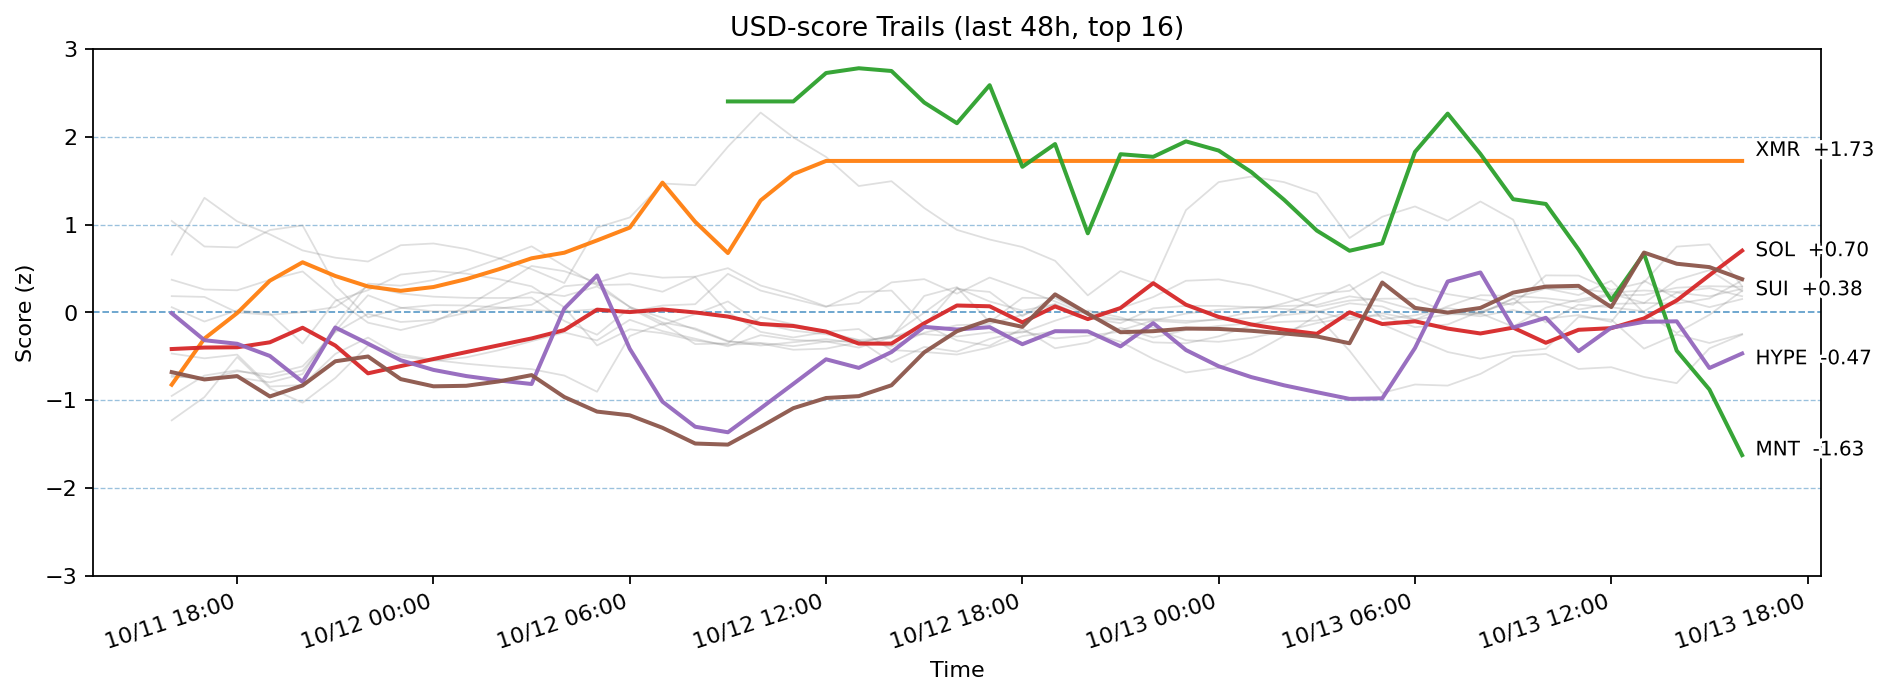 USD-score Trails (last 48h, top 16)
3
2
1
0
−1
−2
−3
Score (z)
XMR +1.73
SOL +0.70
SUI +0.38
HYPE -0.47
MNT -1.63
10/11 18:00
10/12 00:00
10/12 06:00
10/12 12:00
10/12 18:00
10/13 00:00
10/13 06:00
10/13 12:00
10/13 18:00
Time